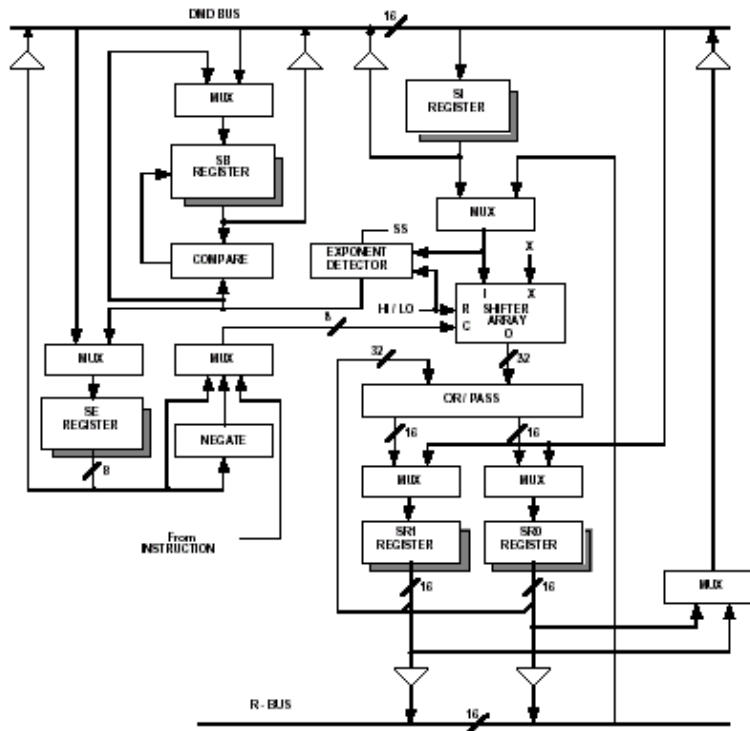 DMD BUS
16
MUX
SI
REGISTER
SB
REGISTER
MUX
SS
COMPARE
EXPONENT
DETECTOR
X
I
X
HI / LO
R
SHIFTER
ARRAY
C
O
8
MUX
MUX
32
32
SE
REGISTER
OR / PASS
NEGATE
16
16
8
MUX
MUX
From
INSTRUCTION
SR1
REGISTER
SR0
REGISTER
16
16
MUX
R - BUS
16